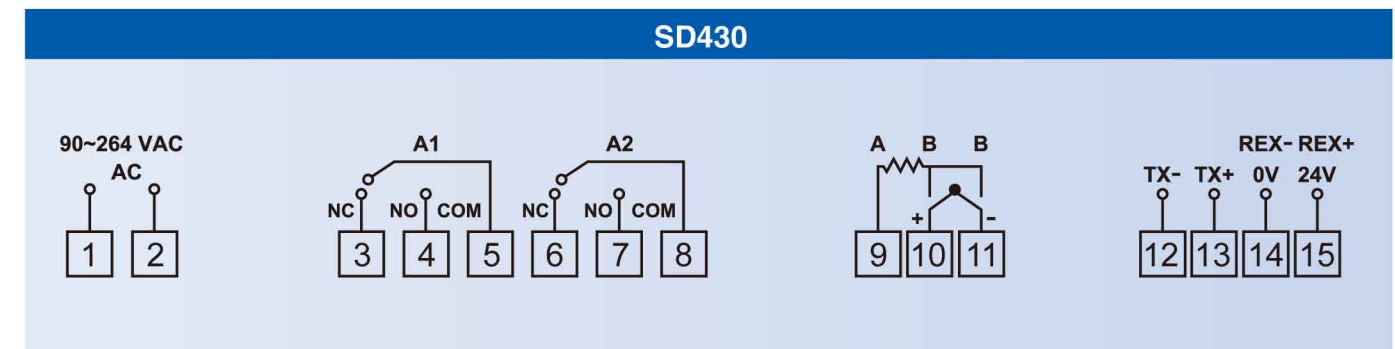 SD430
90~264 VAC
AC
A1
A2
NC NO COM
NC NO COM
A B B
+ -
REX- REX+
TX- TX+ 0V 24V
1 2 3 4 5 6 7 8 9 10 11 12 13 14 15